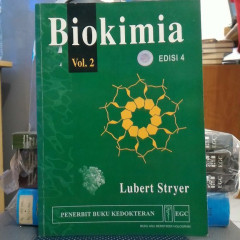 Biokimia
Vol. 2
EDISI 4
Lubert Stryer
PENERBIT BUKU KEDOKTERAN EGC